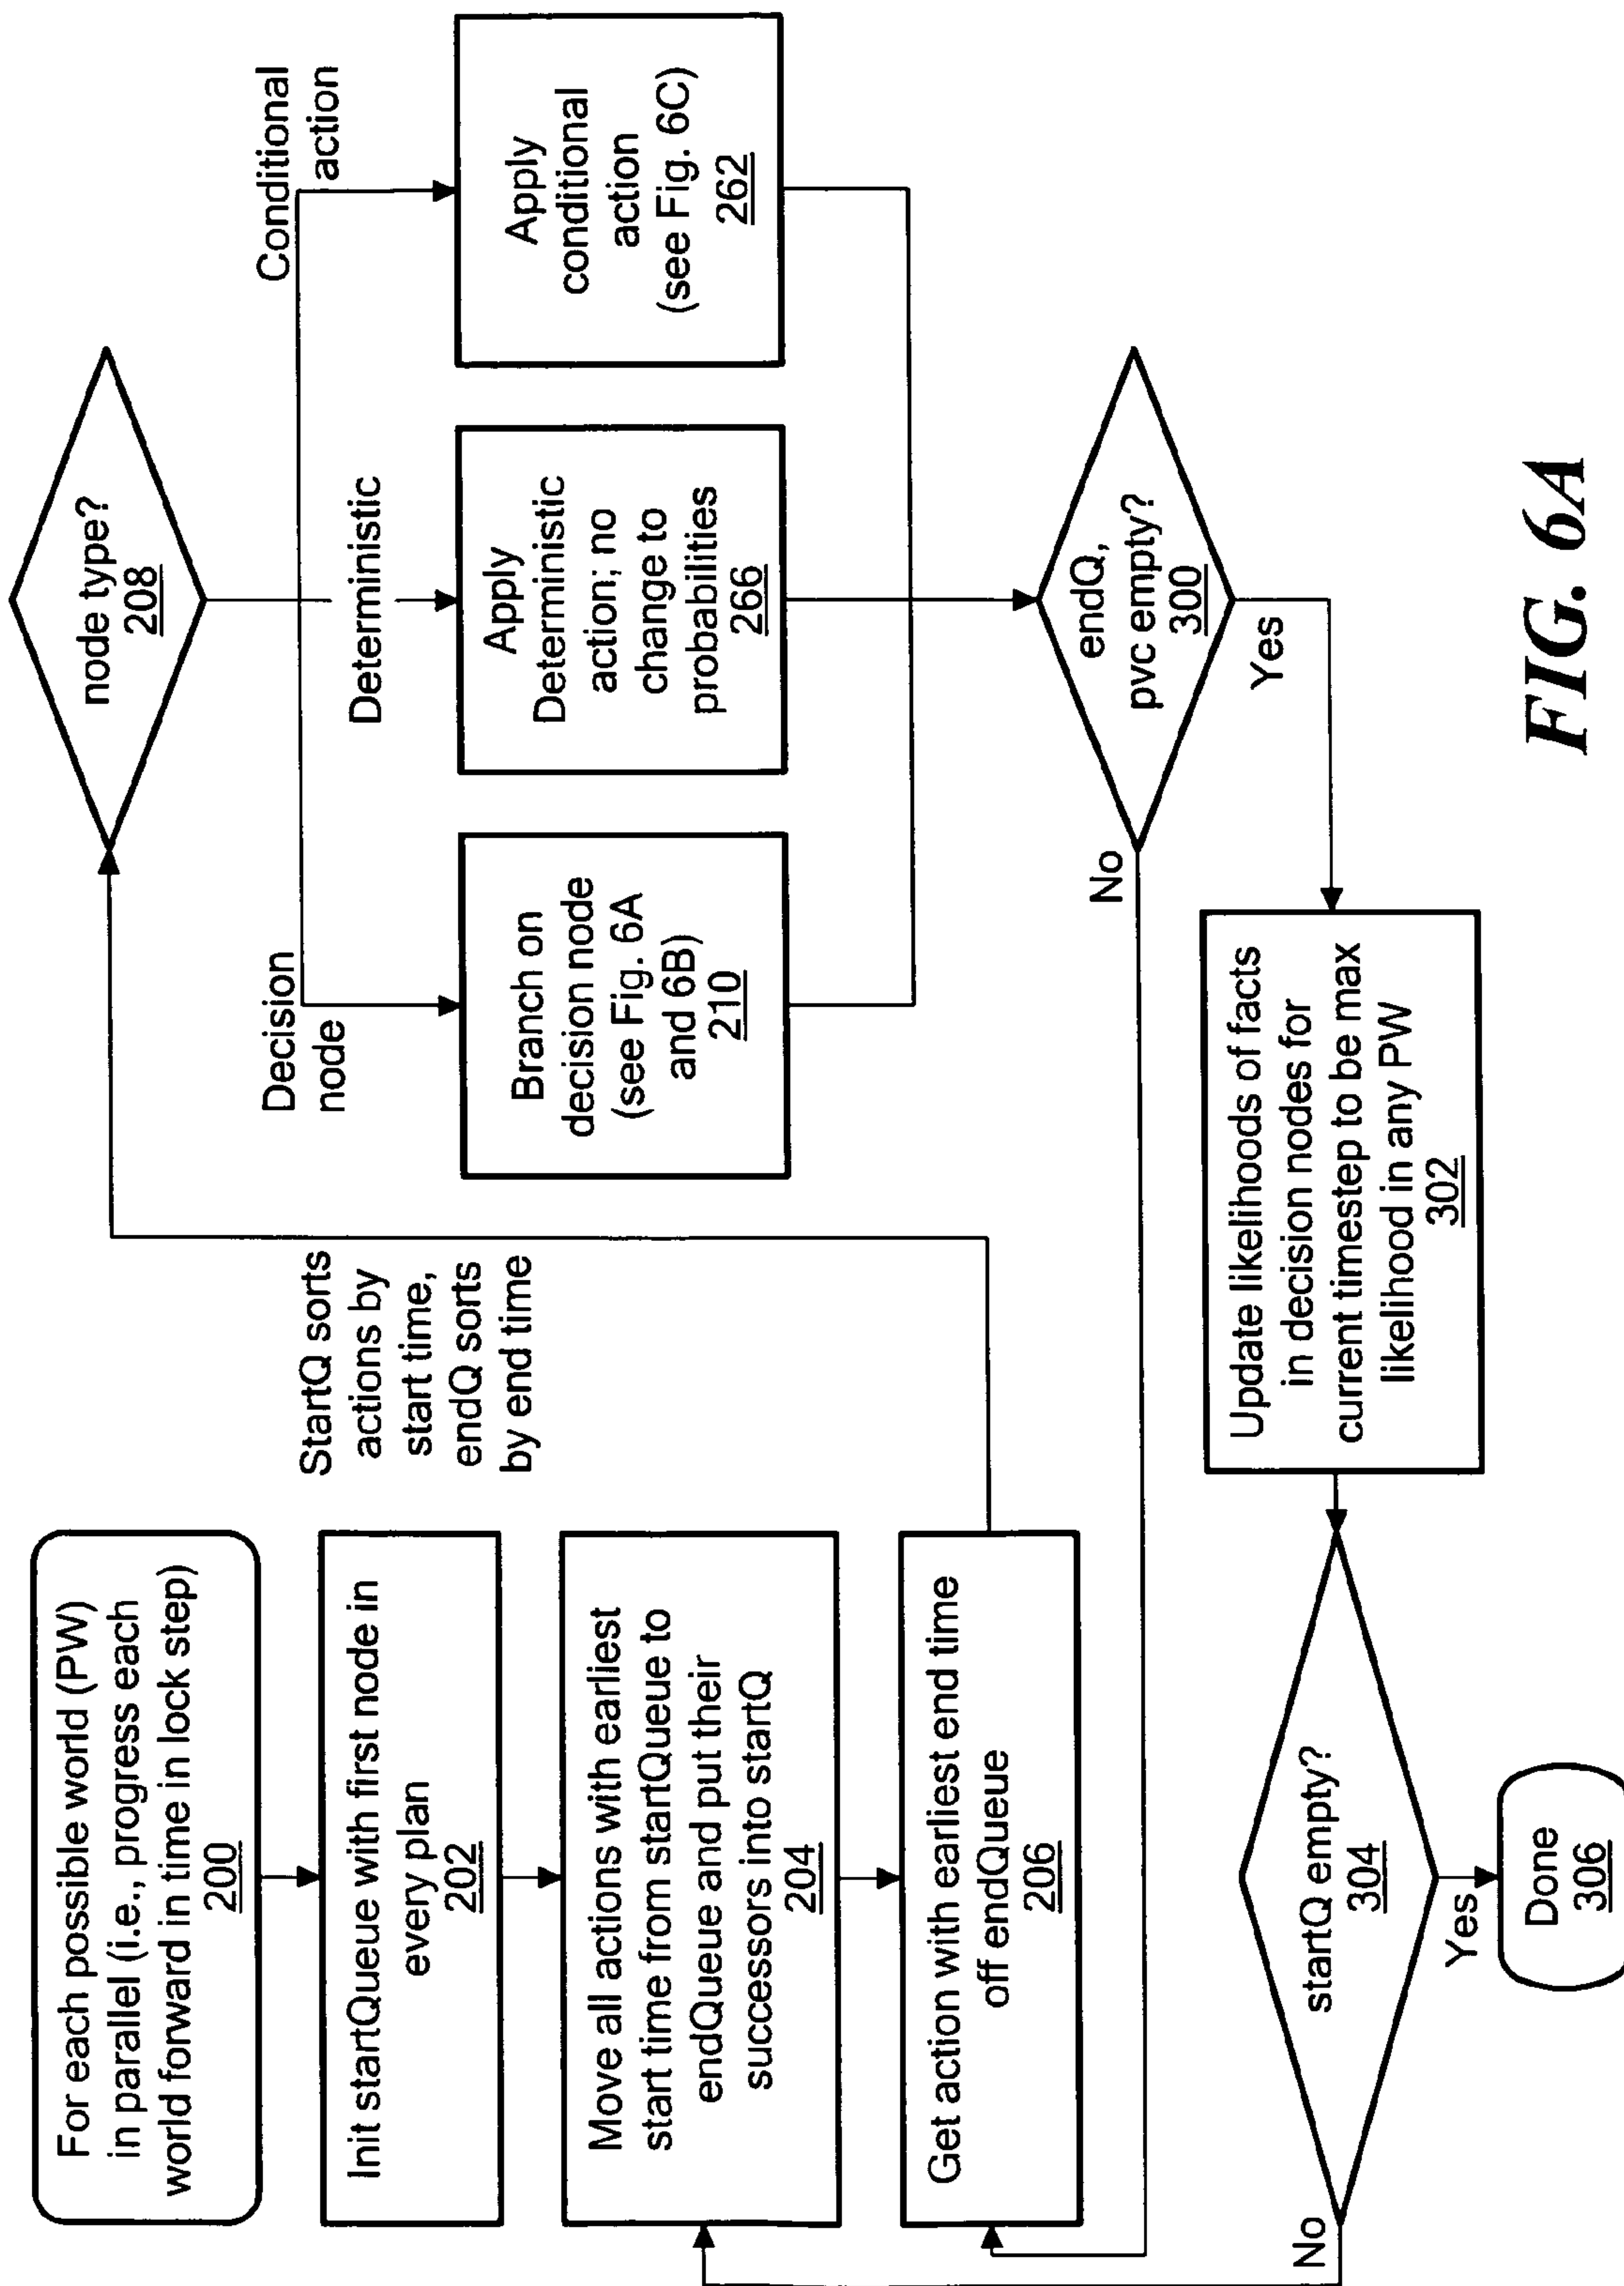 For each possible world (PW)
in parallel (i.e., progress each
world forward in time in lock step)
200
Init startQueue with first node in
every plan
202
Move all actions with earliest
start time from startQueue to
endQueue and put their
successors into startQ
204
Get action with earliest end time
off endQueue
206
StartQ sorts
actions by
start time,
endQ sorts
by end time
node type?
208
Decision
node
Deterministic
Conditional
action
Branch on
decision node
(see Fig. 6A
and 6B)
210
Apply
Deterministic
action; no
change to
probabilities
266
Apply
conditional
action
(see Fig. 6C)
262
endQ,
pvc empty?
300
No
Yes
Update likelihoods of facts
in decision nodes for
current timestep to be max
likelihood in any PW
302
startQ empty?
304
No
Yes
Done
306
FIG. 6A